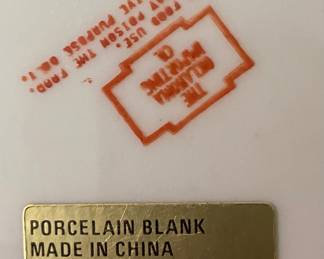 FOOD USE.
POISON THE FOOD.
PURPOSE ONLY.
THE
IMPORTING
CO.
PORCELAIN BLANK
MADE IN CHINA